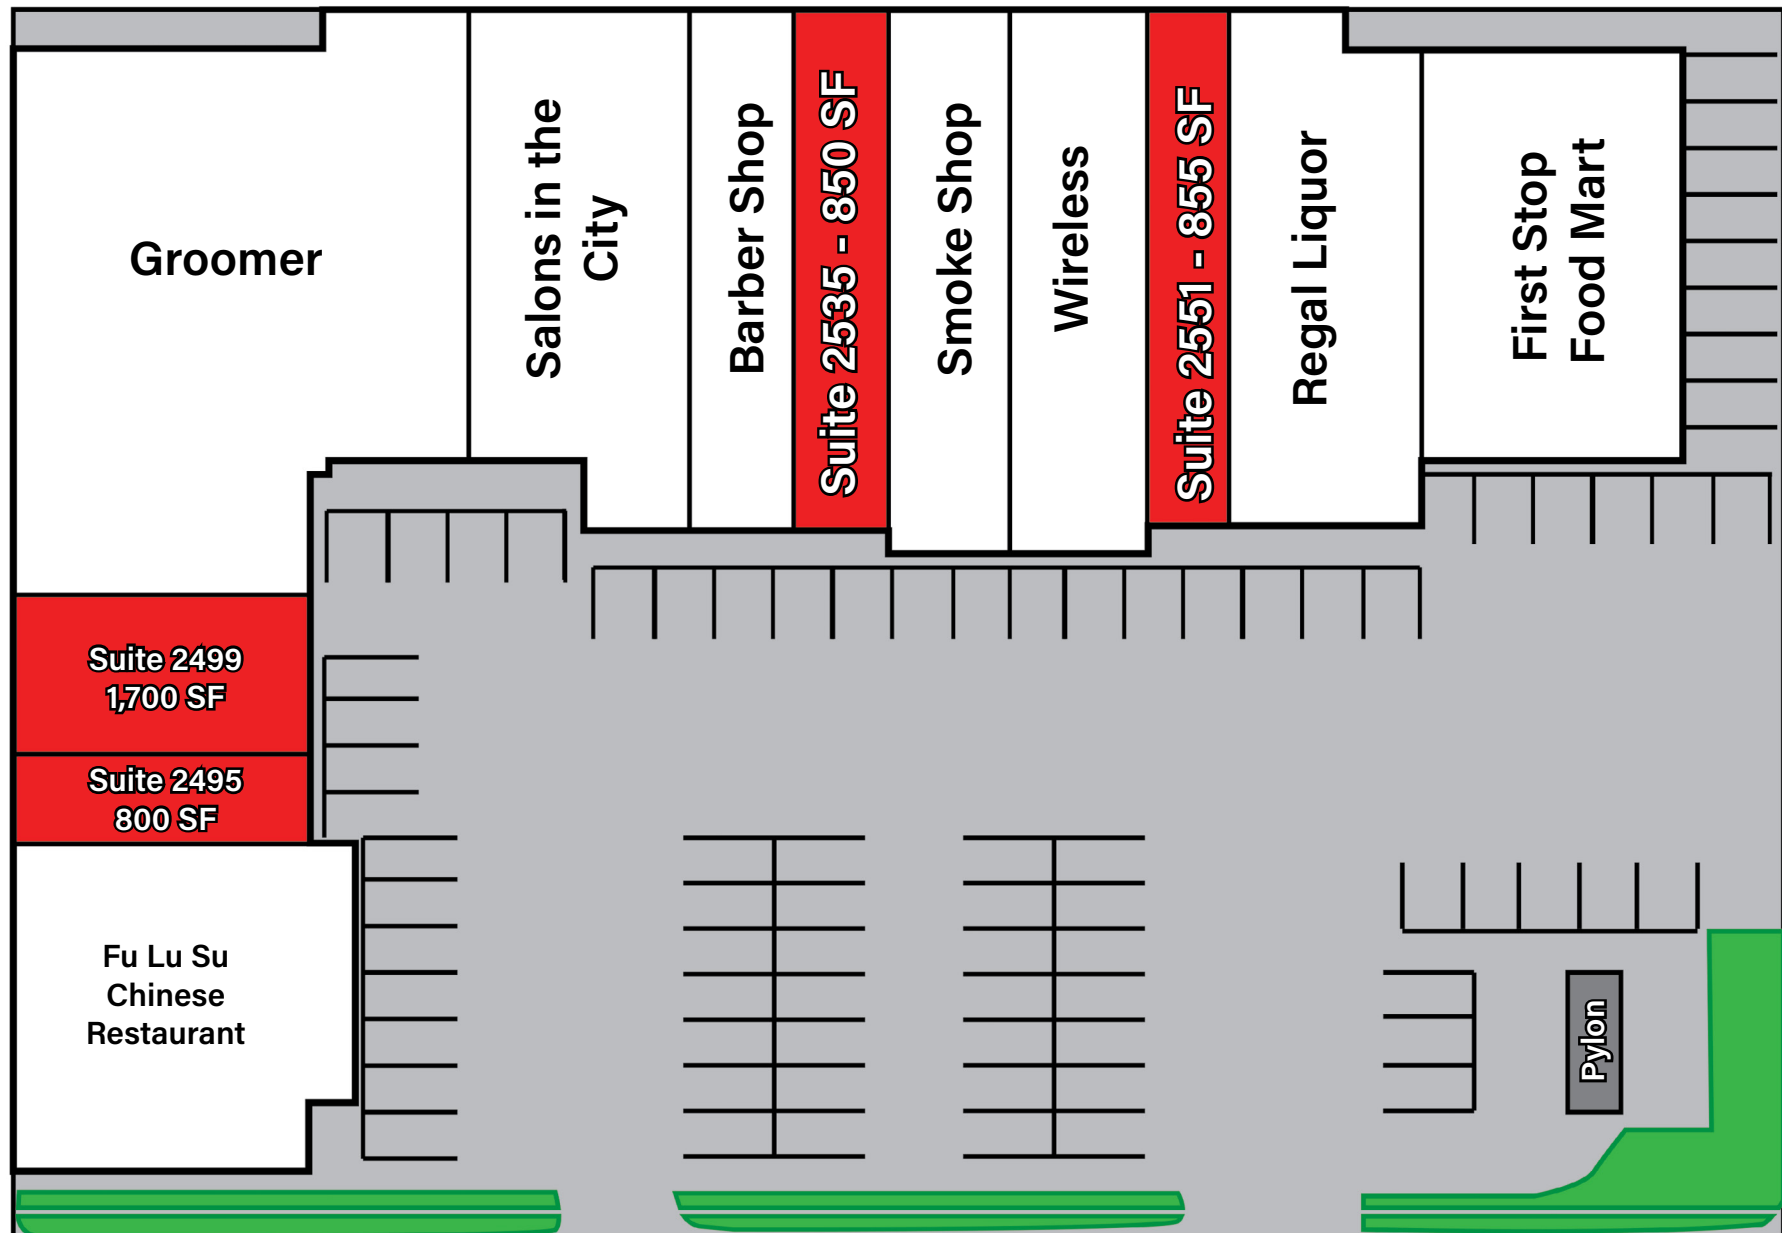 Groomer
Salons in the
City
Barber Shop
Suite 2535 - 850 SF
Smoke Shop
Wireless
Suite 2551 - 855 SF
Regal Liquor
First Stop
Food Mart
Suite 2499
1,700 SF
Suite 2495
800 SF
Fu Lu Su
Chinese
Restaurant
Pylon